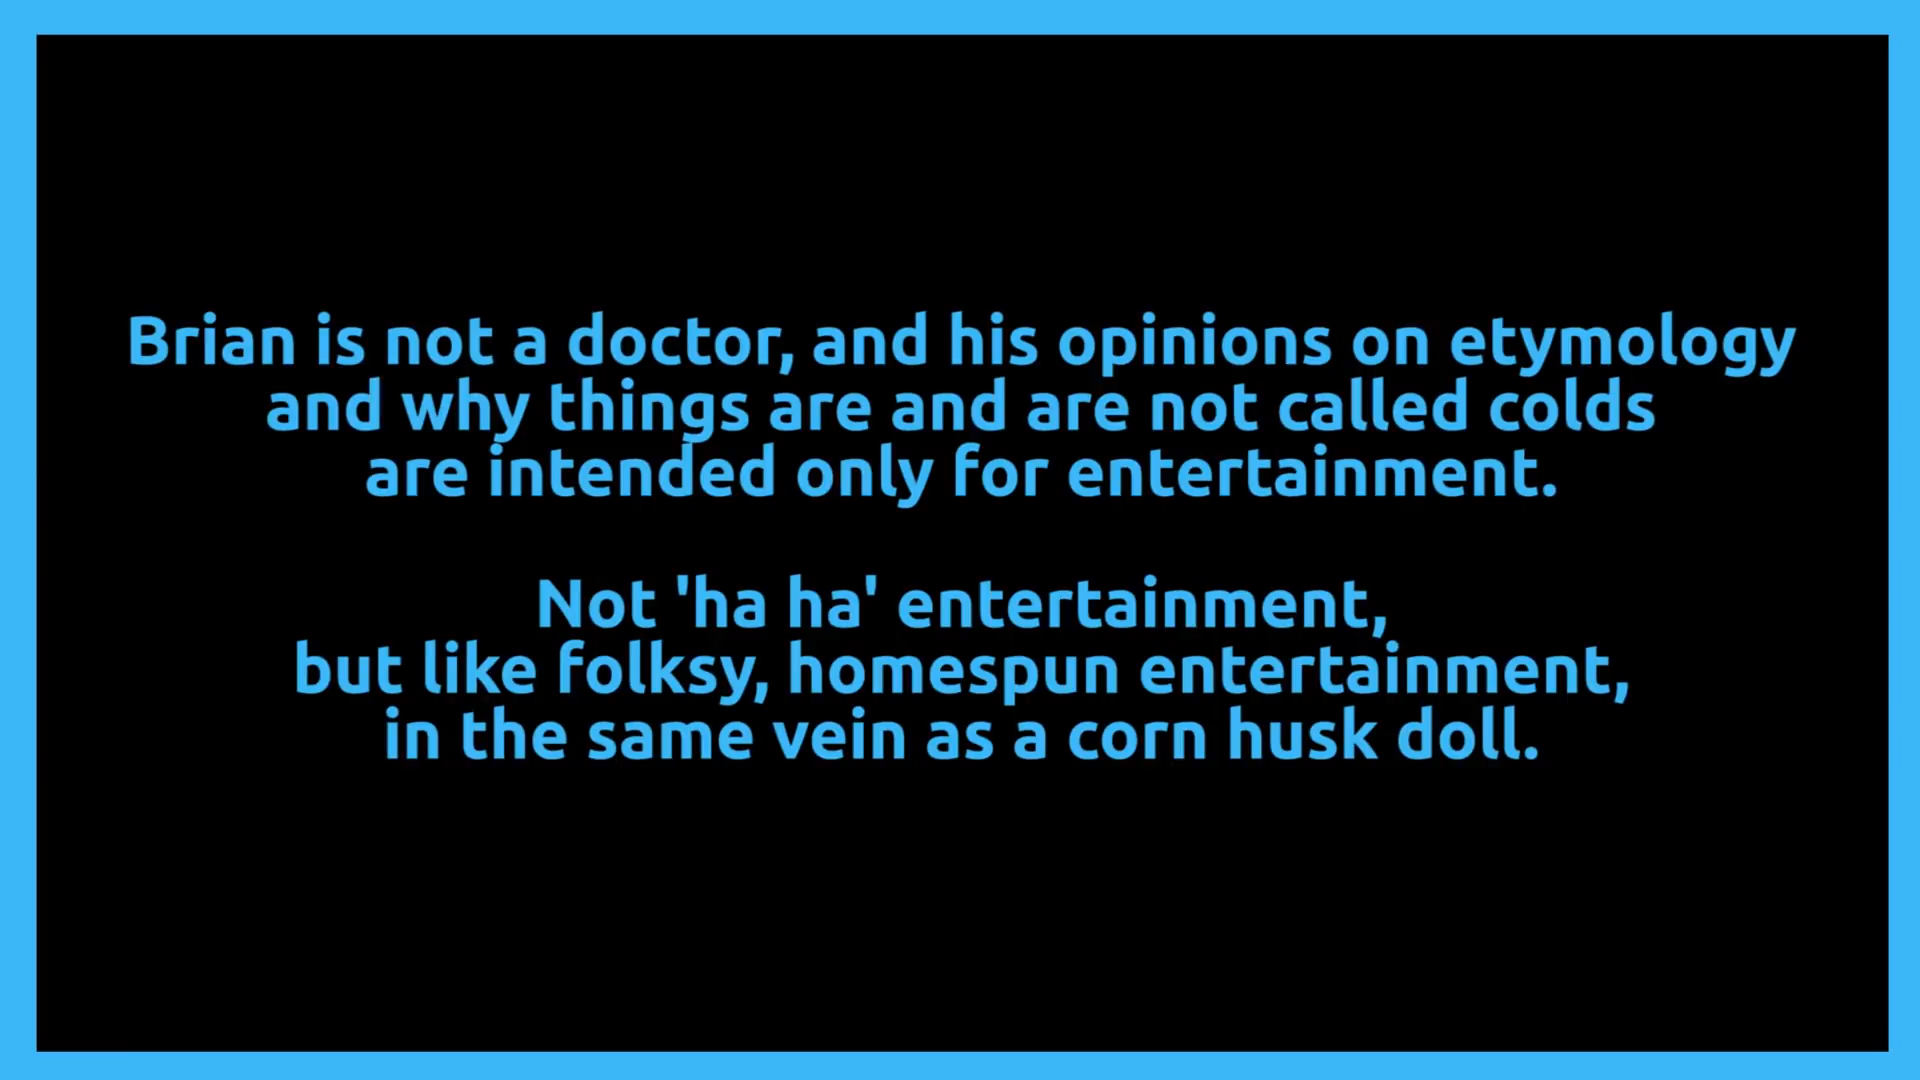 Brian is not a doctor, and his opinions on etymology
and why things are and are not called colds
are intended only for entertainment.
Not 'ha ha' entertainment,
but like folksy, homespun entertainment,
in the same vein as a corn husk doll.